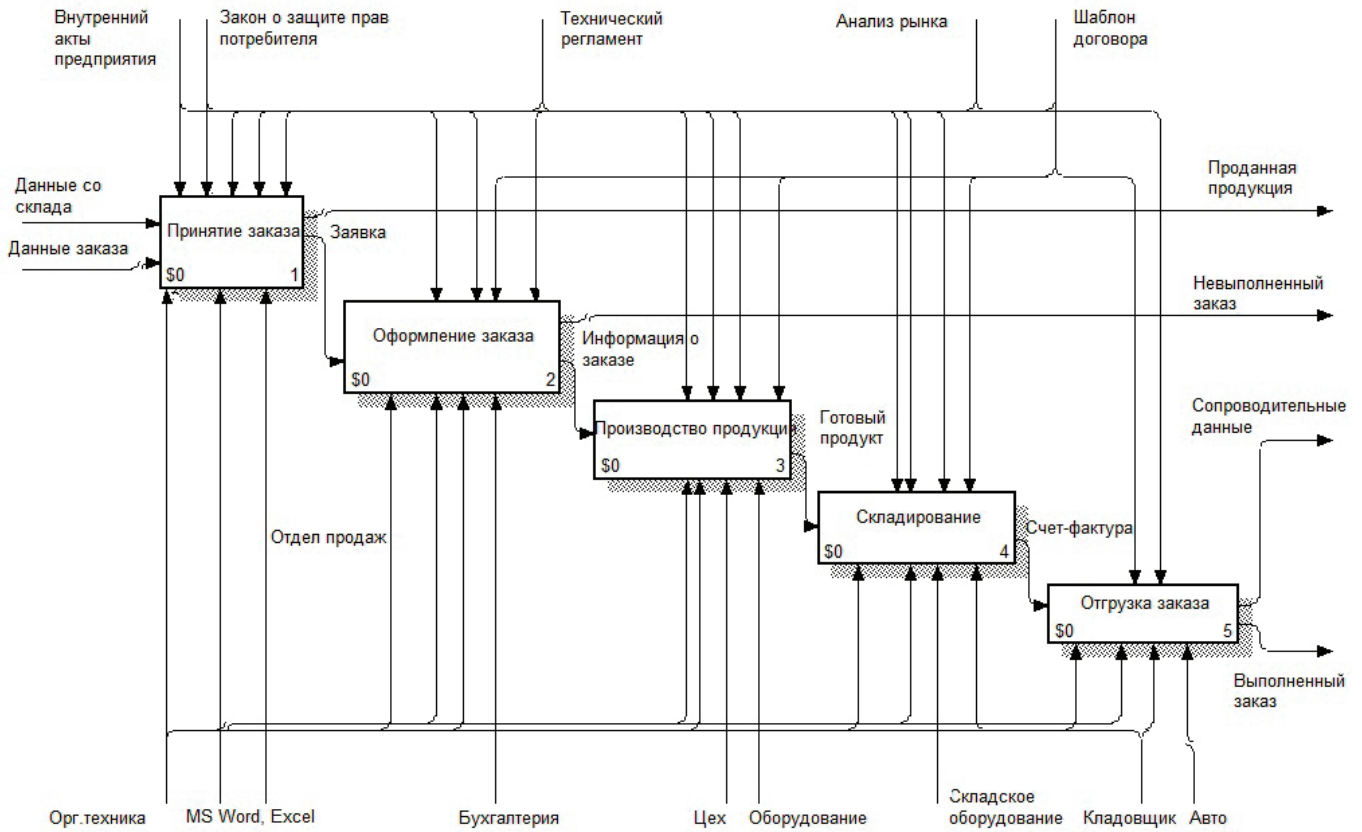 Внутренний
акты
предприятия
Закон о защите прав
потребителя
Технический
регламент
Анализ рынка
Шаблон
договора
Данные со
склада
Данные заказа
Принятие заказа
$0 1
Заявка
Проданная
продукция
Оформление заказа
$0 2
Информация о
заказе
Невыполненный
заказ
Производство продукции
$0 3
Готовый
продукт
Сопроводительные
данные
Складирование
$0 4
Счет-фактура
Отдел продаж
Отгрузка заказа
$0 5
Выполненный
заказ
Орг.техника
MS Word, Excel
Бухгалтерия
Цех
Оборудование
Складское
оборудование
Кладовщик
Авто